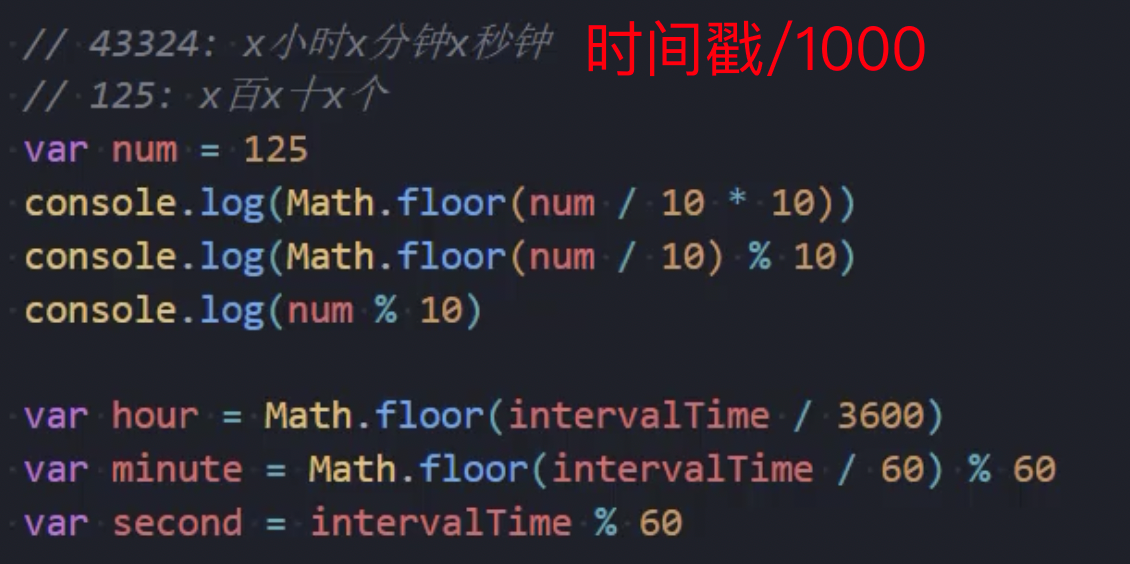 // 43324: x小时x分钟x秒钟 时间戳/1000
// 125: x百x十x个
var num = 125
console.log(Math.floor(num / 10 * 10))
console.log(Math.floor(num / 10) % 10)
console.log(num % 10)
var hour = Math.floor(intervalTime / 3600)
var minute = Math.floor(intervalTime / 60) % 60
var second = intervalTime % 60